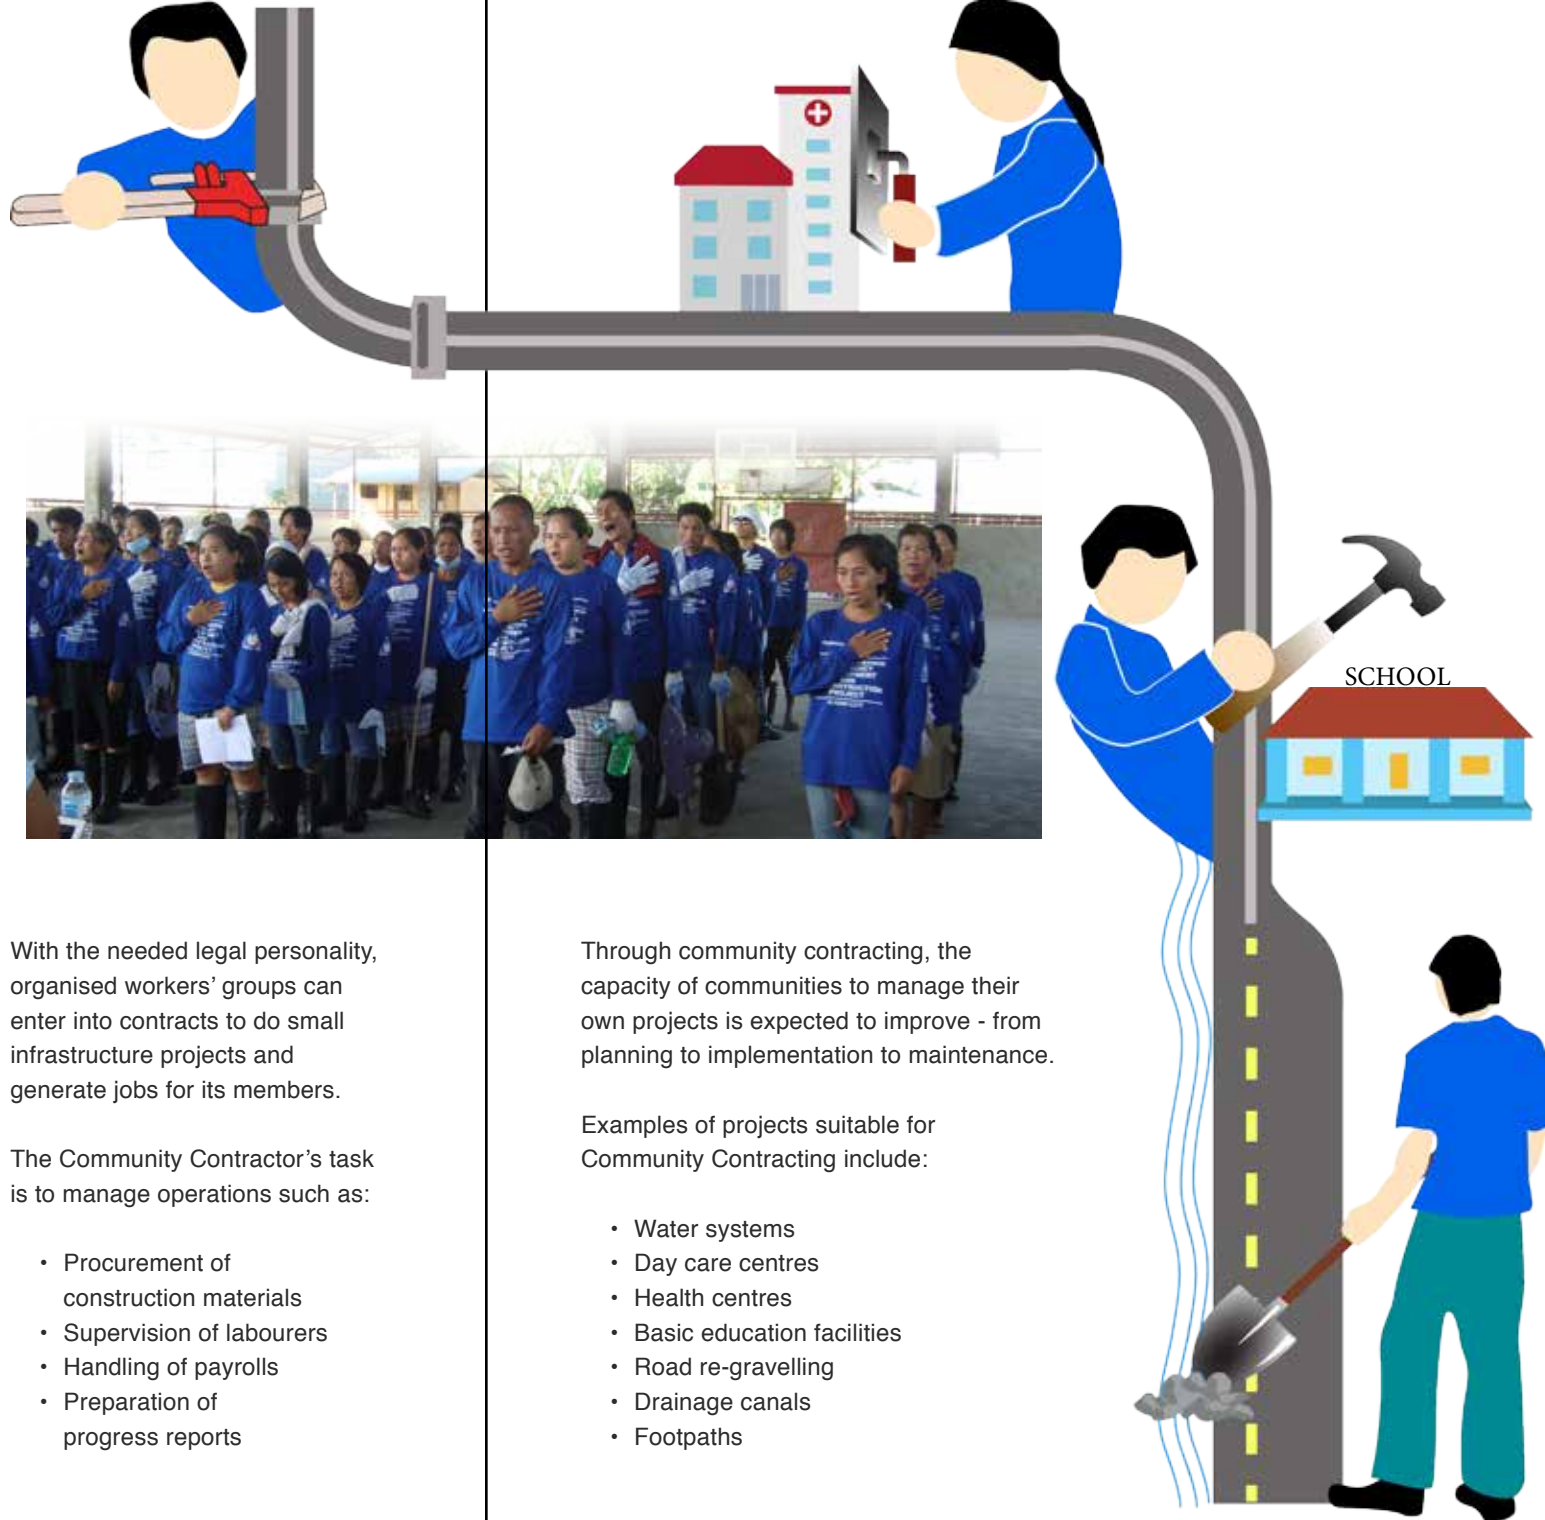 SCHOOL
With the needed legal personality,
organised workers’ groups can
enter into contracts to do small
infrastructure projects and
generate jobs for its members.
The Community Contractor’s task
is to manage operations such as:
• Procurement of
construction materials
• Supervision of labourers
• Handling of payrolls
• Preparation of
progress reports
Through community contracting, the
capacity of communities to manage their
own projects is expected to improve - from
planning to implementation to maintenance.
Examples of projects suitable for
Community Contracting include:
• Water systems
• Day care centres
• Health centres
• Basic education facilities
• Road re-gravelling
• Drainage canals
• Footpaths